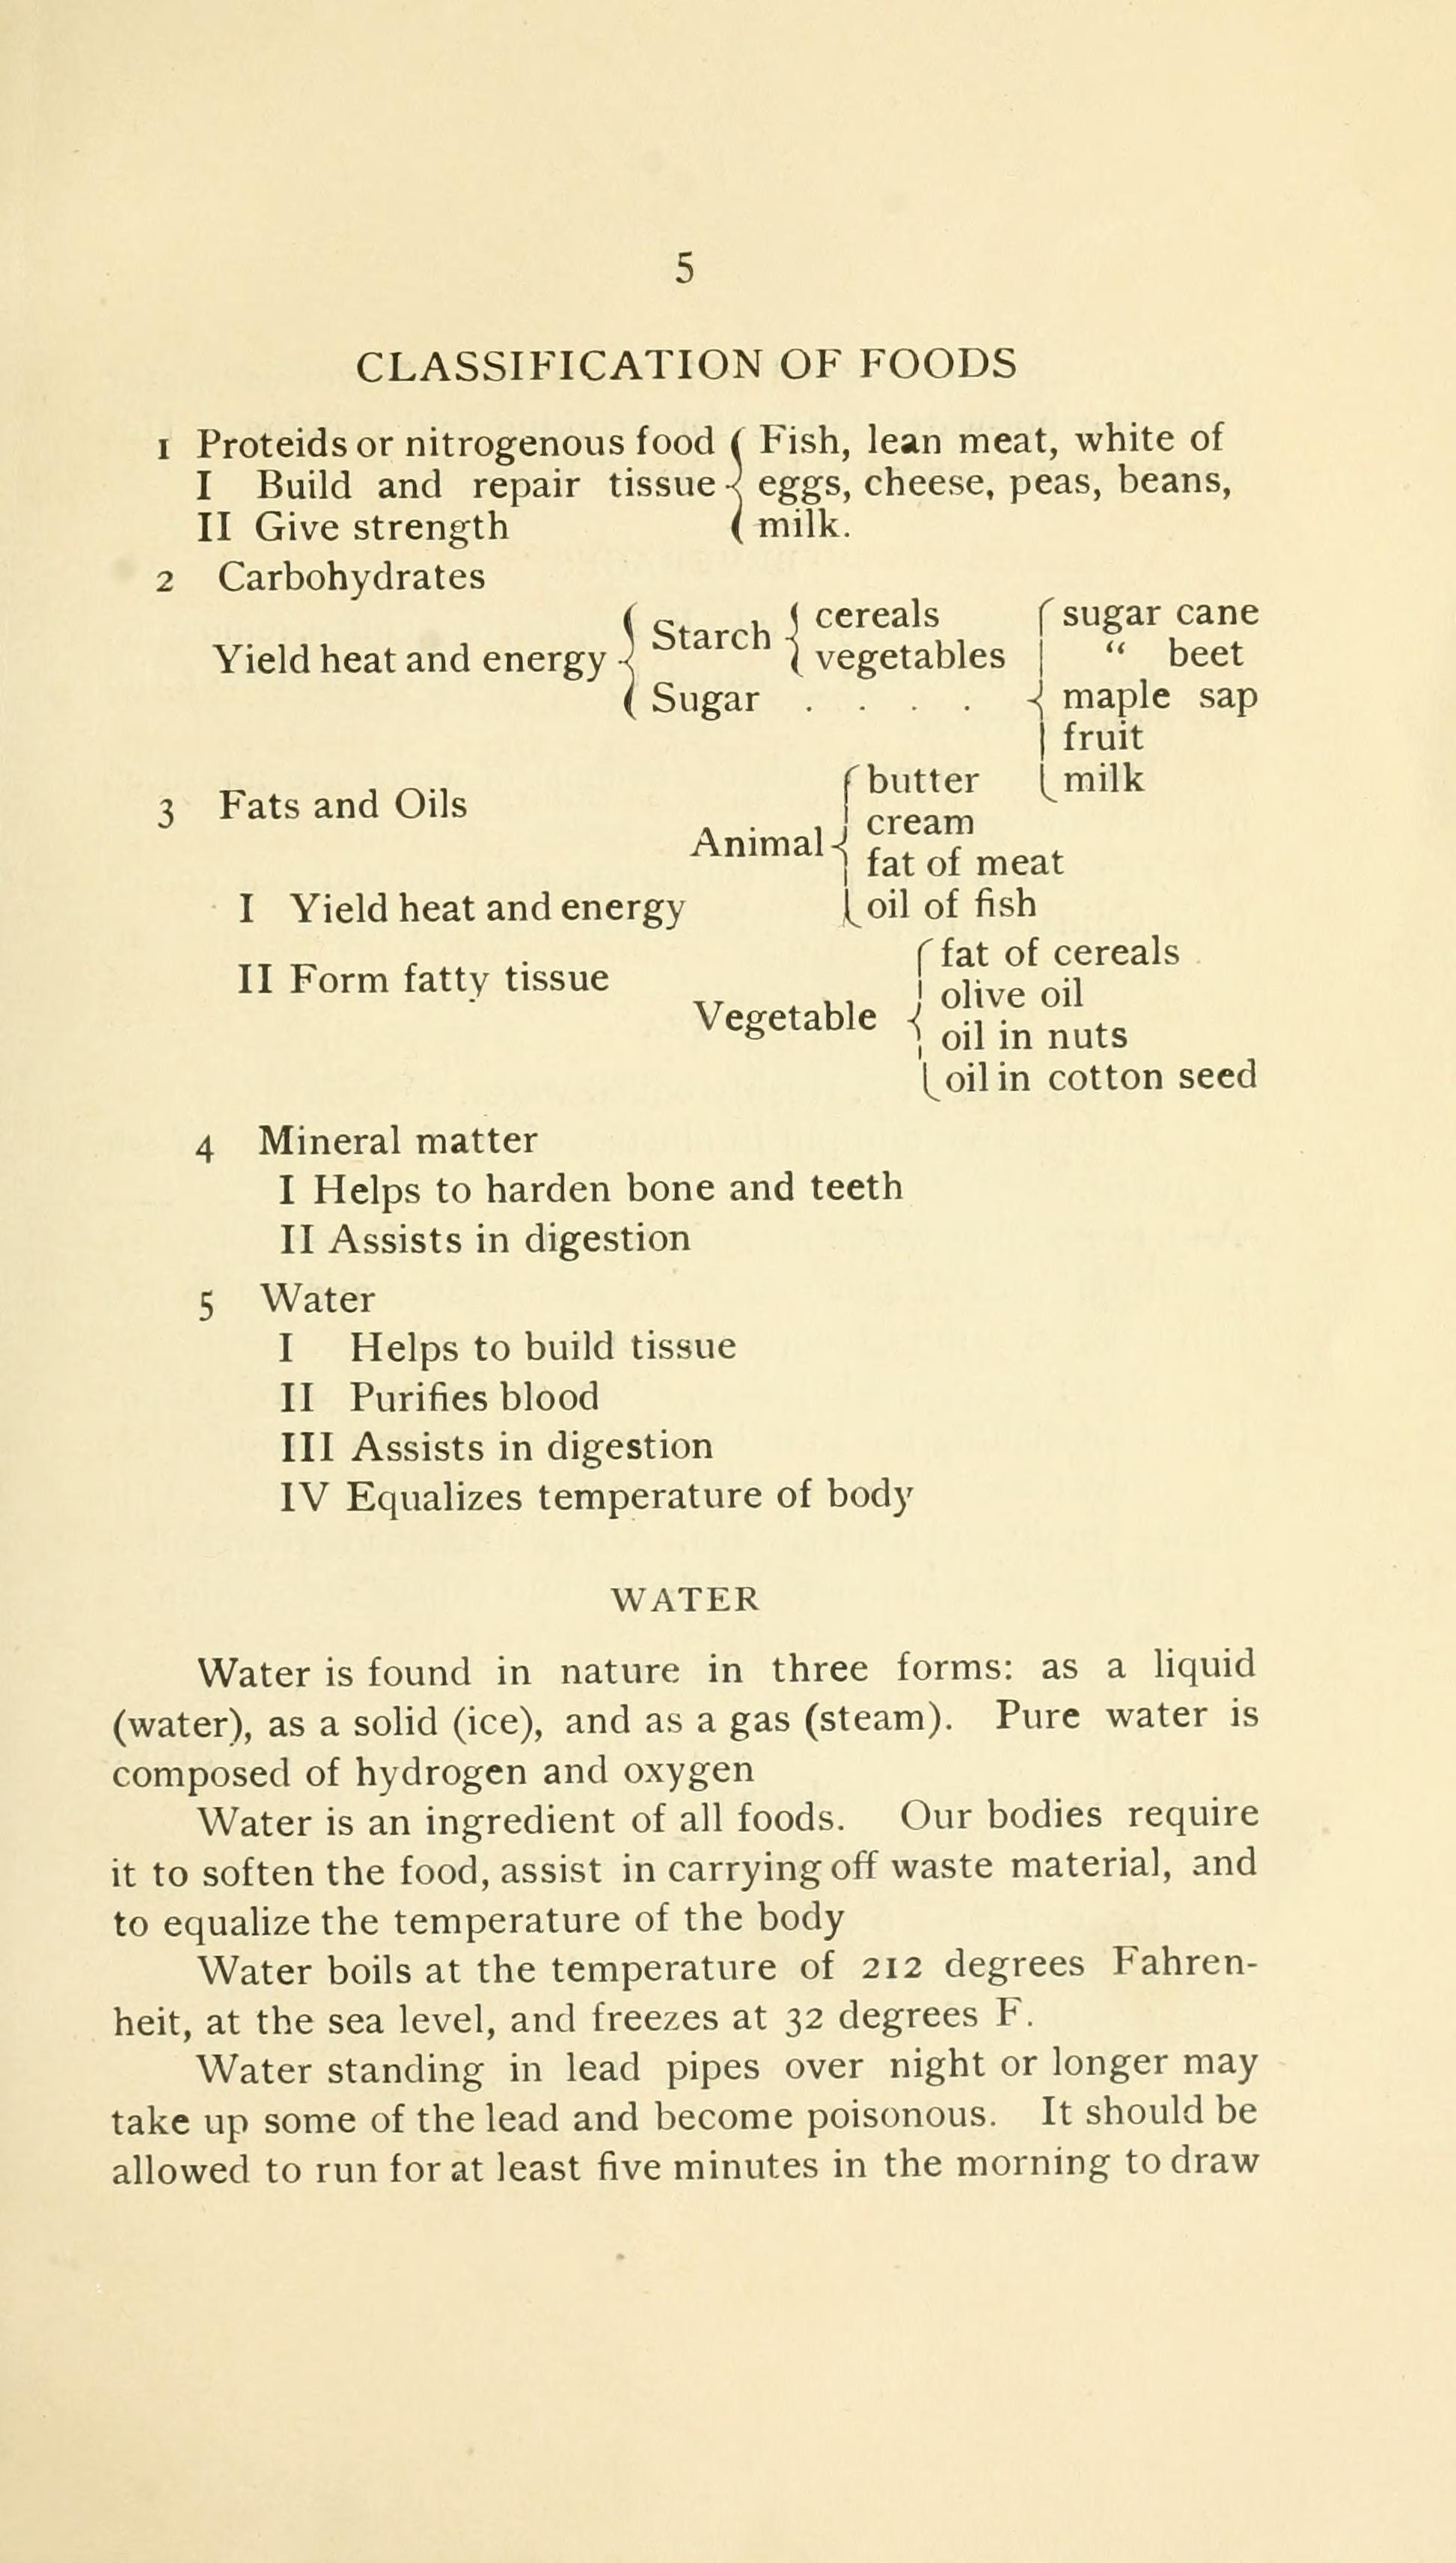 5
CLASSIFICATION OF FOODS
1 Proteids or nitrogenous food { Fish, lean meat, white of
I Build and repair tissue { eggs, cheese, peas, beans,
II Give strength { milk.
2 Carbohydrates
Yield heat and energy { Starch { cereals
vegetables
Sugar . . . . { sugar cane
“ beet
maple sap
fruit
milk
3 Fats and Oils
I Yield heat and energy
II Form fatty tissue
Animal { butter
cream
fat of meat
oil of fish
Vegetable { fat of cereals
olive oil
oil in nuts
oil in cotton seed
4 Mineral matter
I Helps to harden bone and teeth
II Assists in digestion
5 Water
I Helps to build tissue
II Purifies blood
III Assists in digestion
IV Equalizes temperature of body
WATER
Water is found in nature in three forms: as a liquid
(water), as a solid (ice), and as a gas (steam). Pure water is
composed of hydrogen and oxygen
Water is an ingredient of all foods. Our bodies require
it to soften the food, assist in carrying off waste material, and
to equalize the temperature of the body
Water boils at the temperature of 212 degrees Fahren-
heit, at the sea level, and freezes at 32 degrees F.
Water standing in lead pipes over night or longer may
take up some of the lead and become poisonous. It should be
allowed to run for at least five minutes in the morning to draw